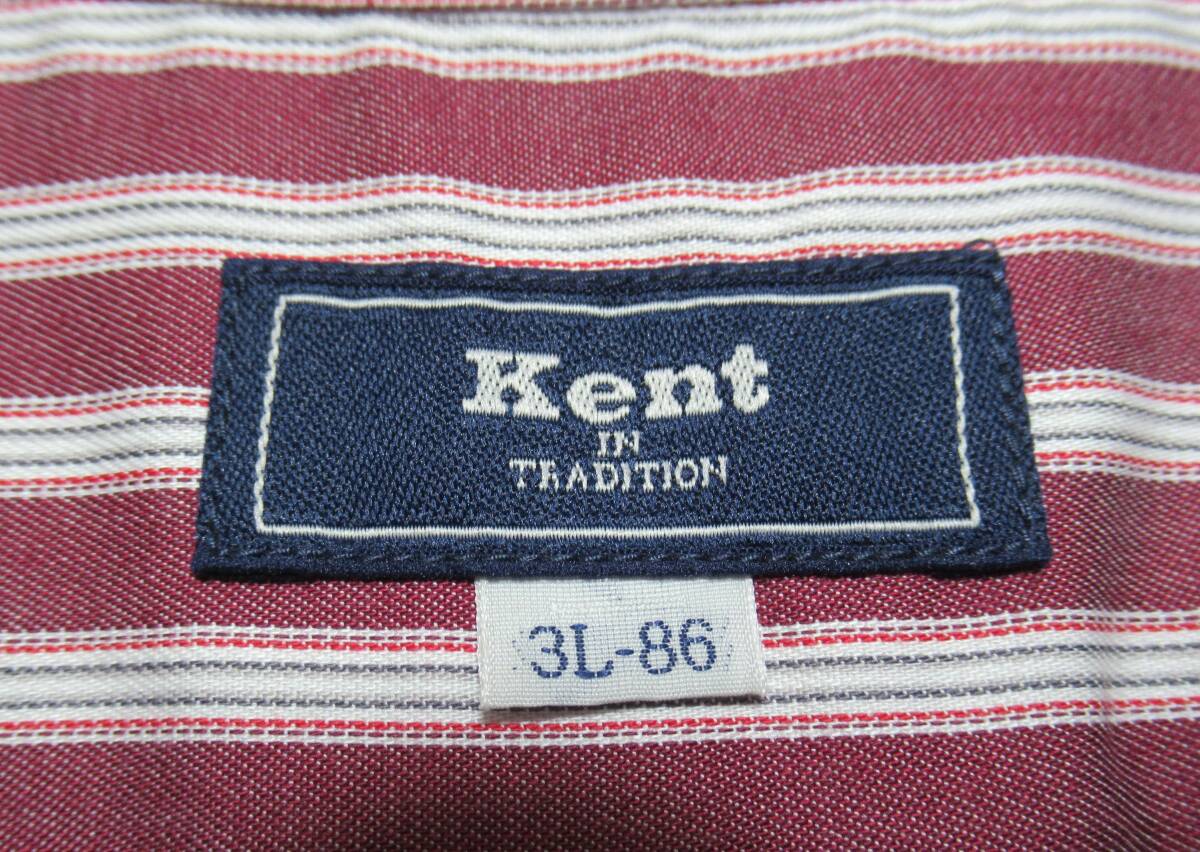 Kent
IN
TRADITION
3L-86